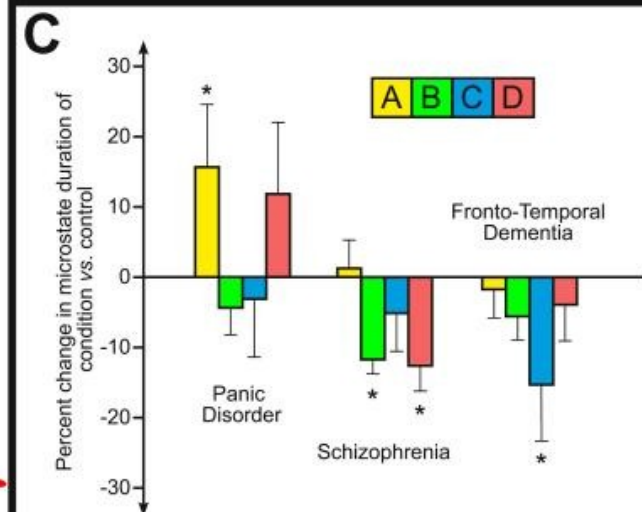 C
Percent change in microstate duration of
condition vs. control
30
20
10
0
-10
-20
-30
A B C D
*
Panic
Disorder
*
*
Schizophrenia
Fronto-Temporal
Dementia
*